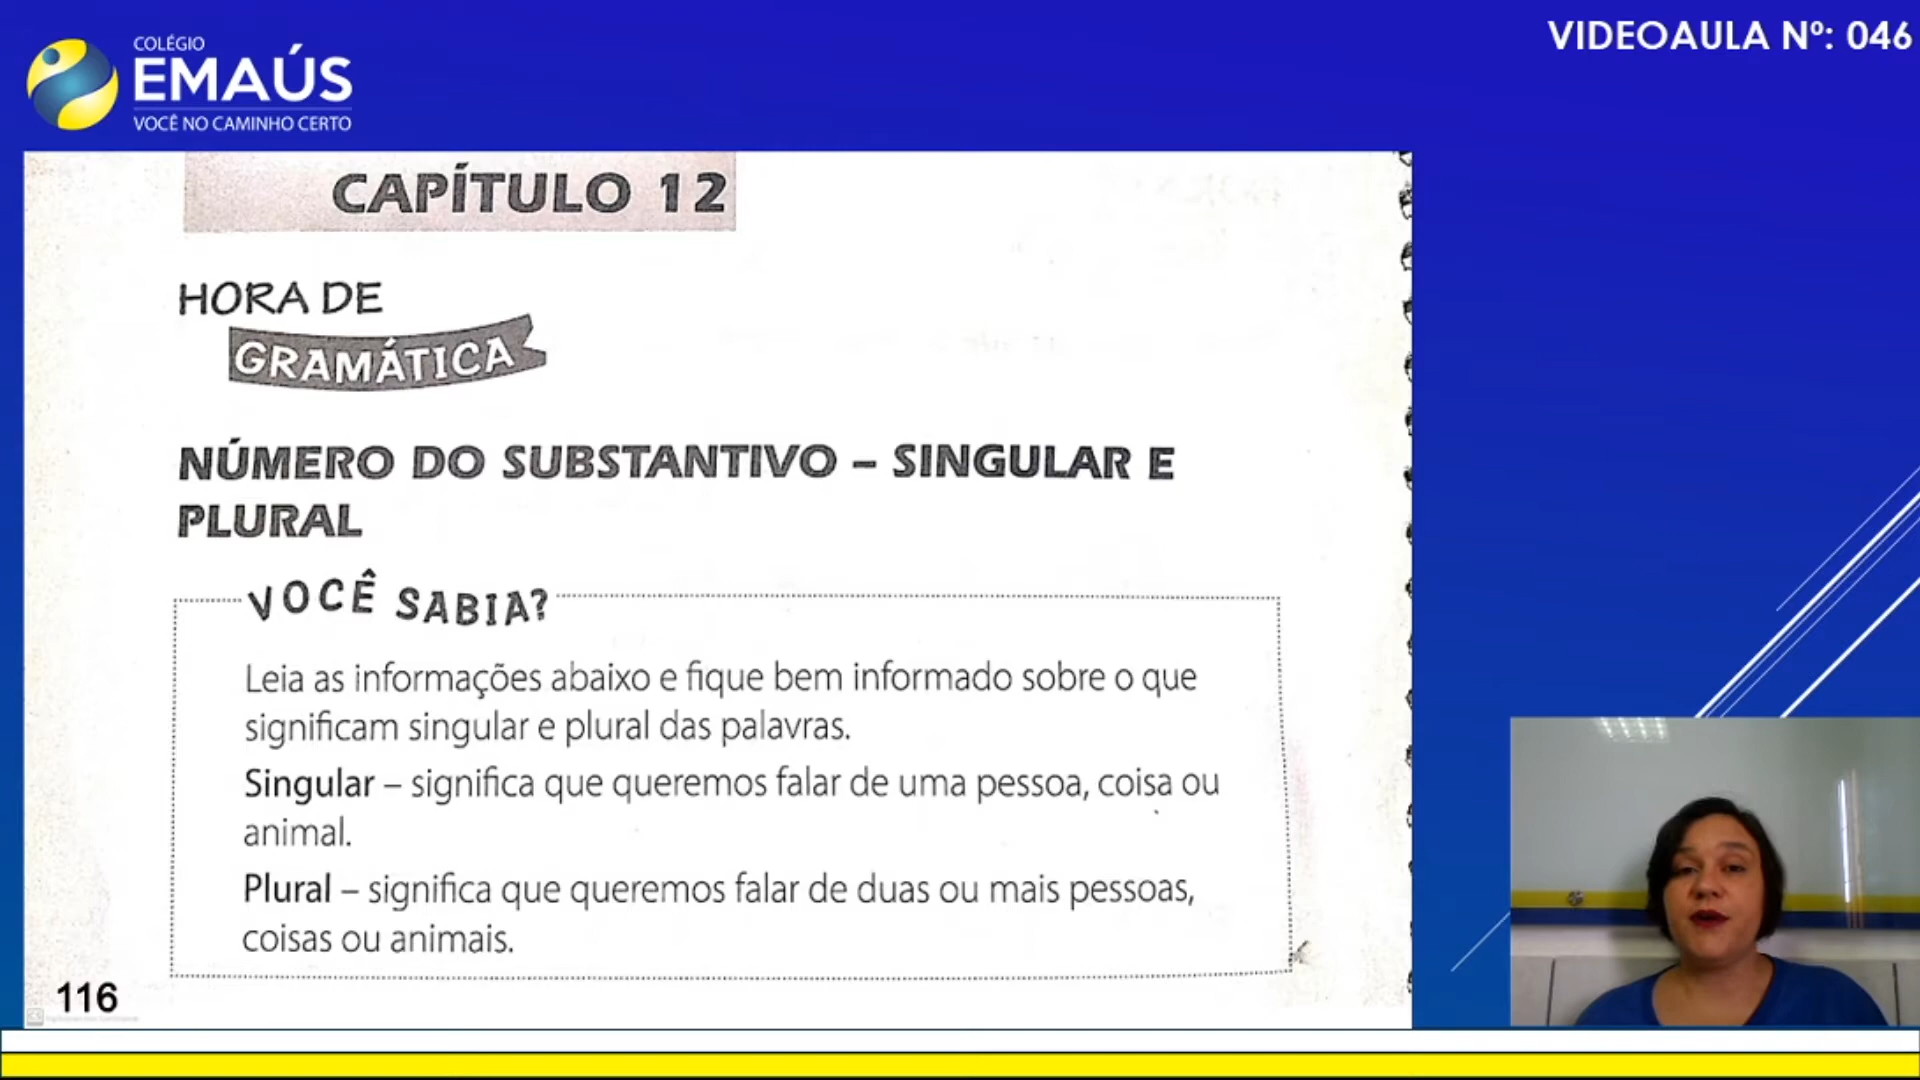 COLÉGIO
EMAÚS
VOCÊ NO CAMINHO CERTO
VIDEOAULA Nº: 046
CAPÍTULO 12
HORA DE
GRAMÁTICA
NÚMERO DO SUBSTANTIVO – SINGULAR E
PLURAL
VOCÊ SABIA?
Leia as informações abaixo e fique bem informado sobre o que
significam singular e plural das palavras.
Singular – significa que queremos falar de uma pessoa, coisa ou
animal.
Plural – significa que queremos falar de duas ou mais pessoas,
coisas ou animais.
116